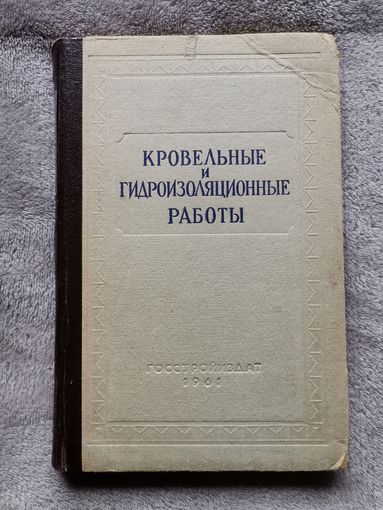 КРОВЕЛЬНЫЕ
И
ГИДРОИЗОЛЯЦИОННЫЕ
РАБОТЫ
ГОССТРОЙИЗДАТ
1961